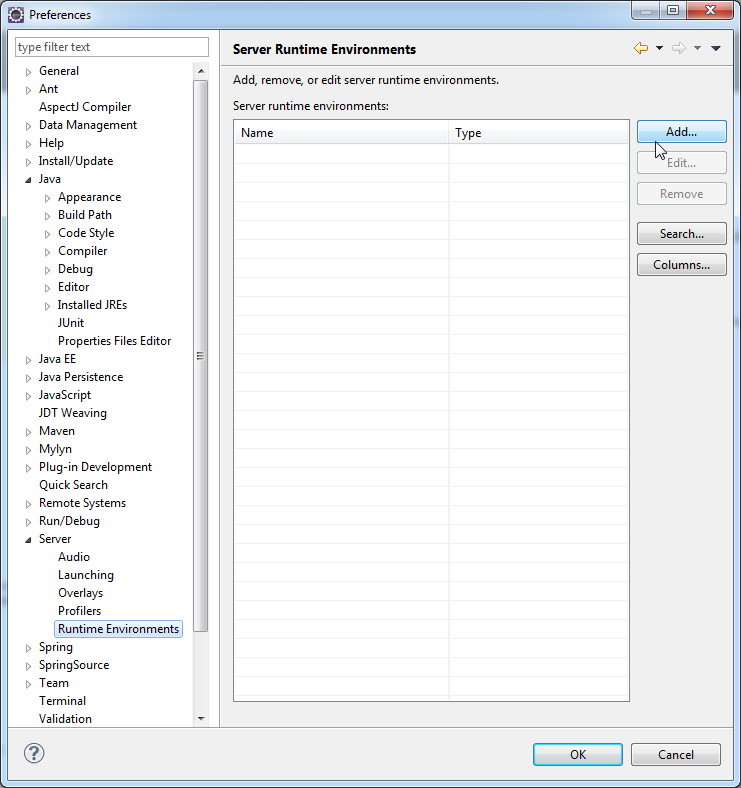 Preferences
type filter text
General
Ant
AspectJ Compiler
Data Management
Help
Install/Update
Java
Appearance
Build Path
Code Style
Compiler
Debug
Editor
Installed JREs
JUnit
Properties Files Editor
Java EE
Java Persistence
JavaScript
JDT Weaving
Maven
Mylyn
Plug-in Development
Quick Search
Remote Systems
Run/Debug
Server
Audio
Launching
Overlays
Profilers
Runtime Environments
Spring
SpringSource
Team
Terminal
Validation
Server Runtime Environments
Add, remove, or edit server runtime environments.
Server runtime environments:
Name Type
Add...
Edit...
Remove
Search...
Columns...
?
OK Cancel